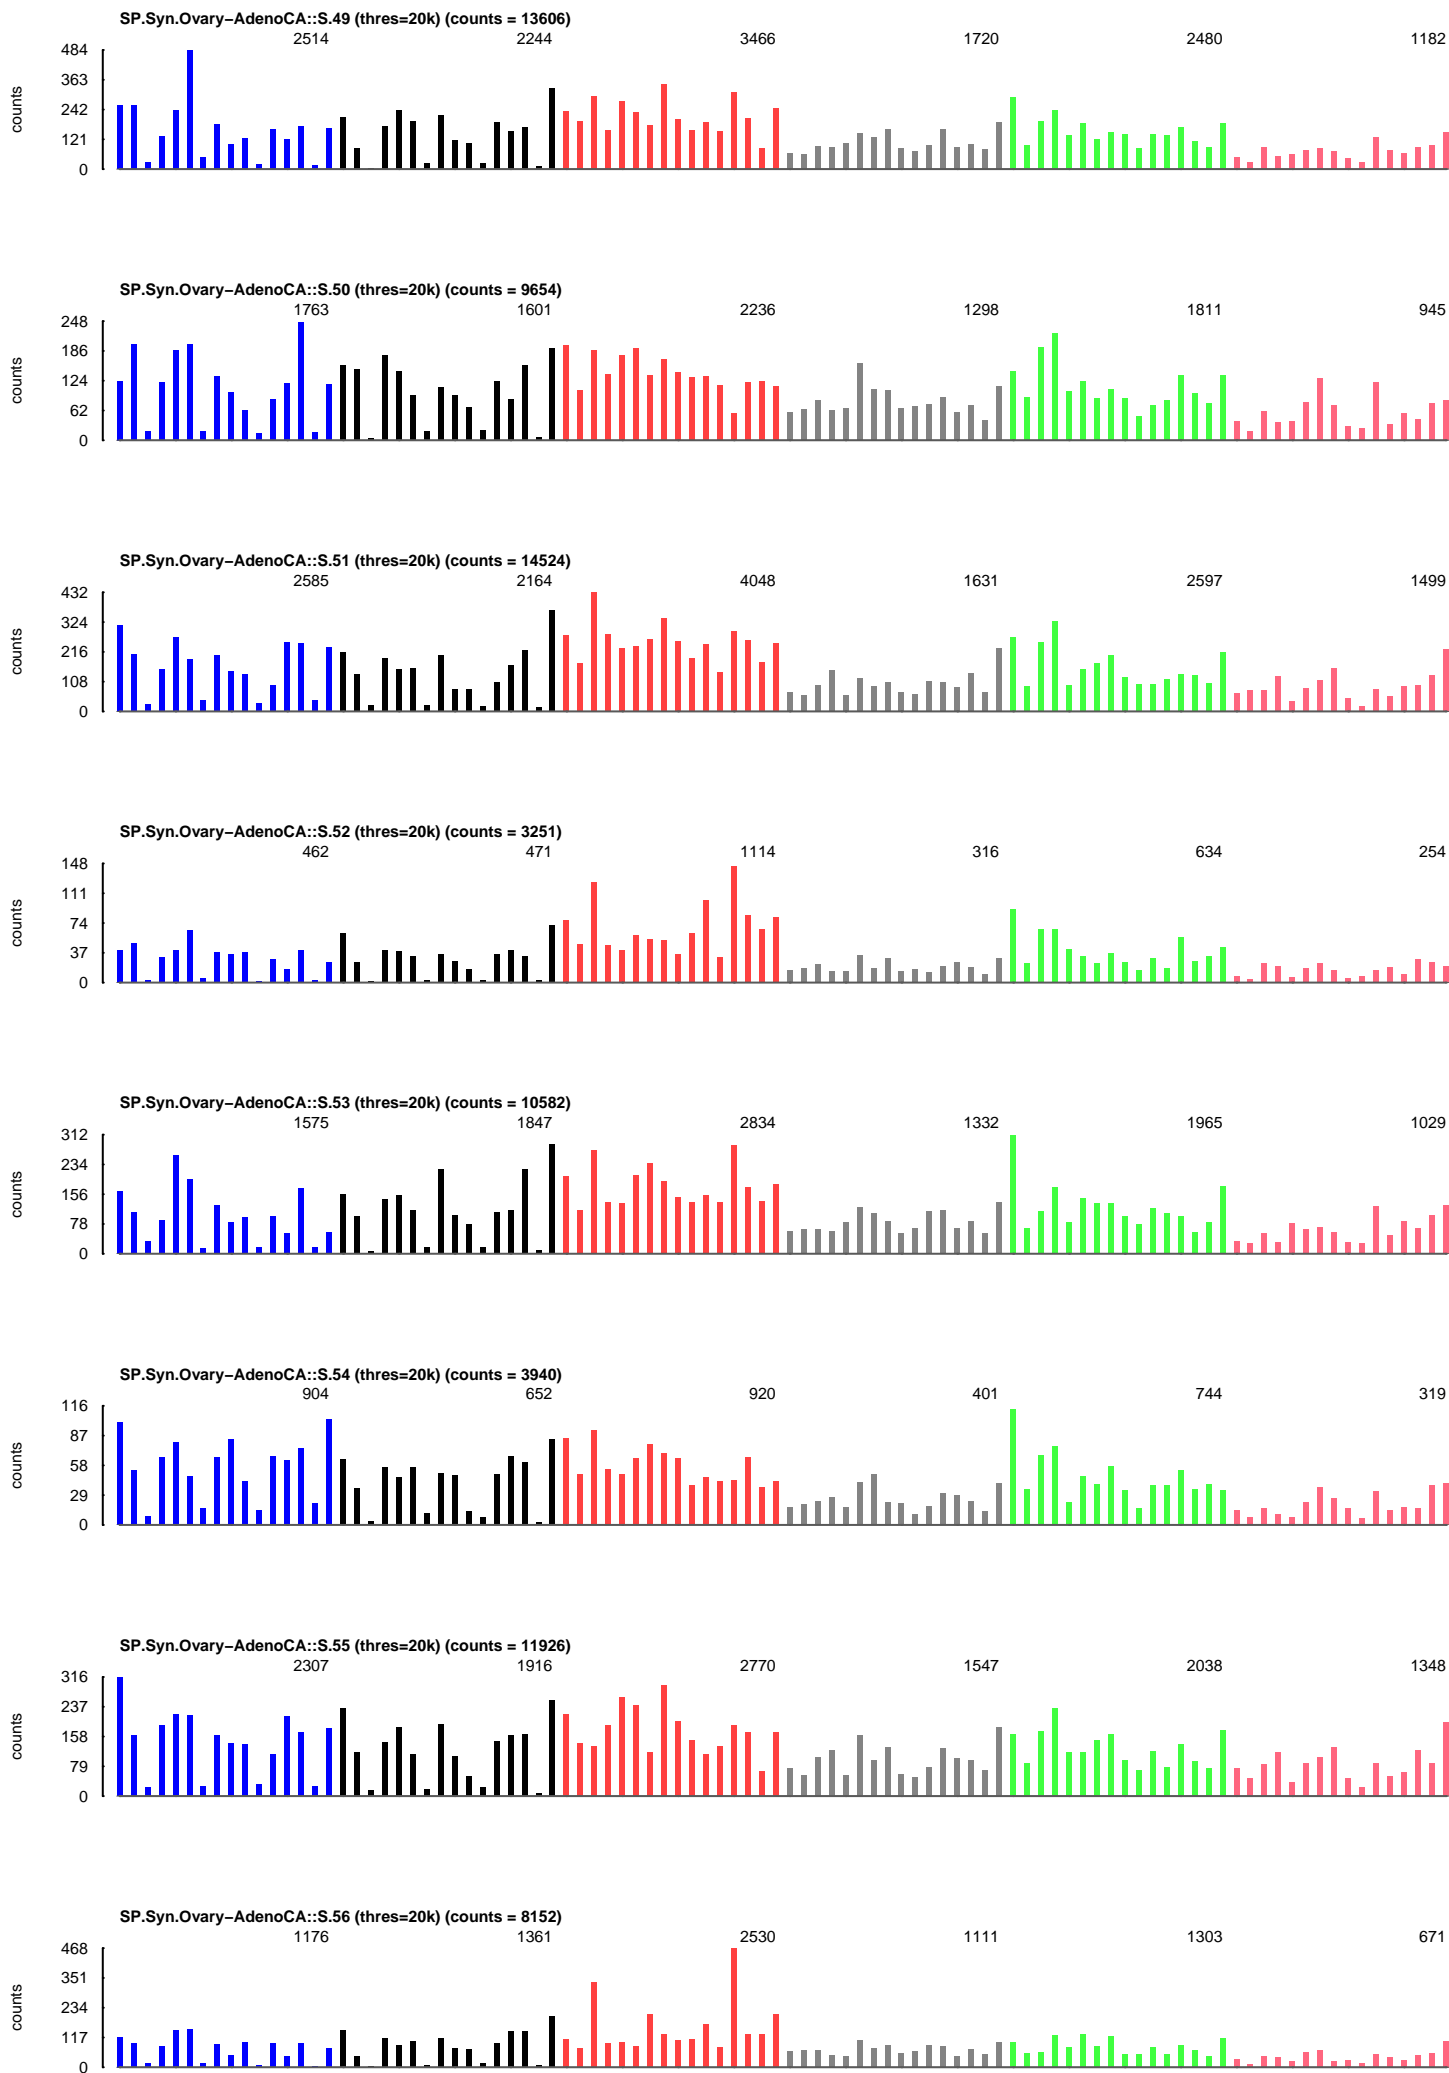 SP.Syn.Ovary−AdenoCA::S.49 (thres=20k) (counts = 13606)
2514 2244 3466 1720 2480 1182
484
363
242
121
0
counts
SP.Syn.Ovary−AdenoCA::S.50 (thres=20k) (counts = 9654)
1763 1601 2236 1298 1811 945
248
186
124
62
0
counts
SP.Syn.Ovary−AdenoCA::S.51 (thres=20k) (counts = 14524)
2585 2164 4048 1631 2597 1499
432
324
216
108
0
counts
SP.Syn.Ovary−AdenoCA::S.52 (thres=20k) (counts = 3251)
462 471 1114 316 634 254
148
111
74
37
0
counts
SP.Syn.Ovary−AdenoCA::S.53 (thres=20k) (counts = 10582)
1575 1847 2834 1332 1965 1029
312
234
156
78
0
counts
SP.Syn.Ovary−AdenoCA::S.54 (thres=20k) (counts = 3940)
904 652 920 401 744 319
116
87
58
29
0
counts
SP.Syn.Ovary−AdenoCA::S.55 (thres=20k) (counts = 11926)
2307 1916 2770 1547 2038 1348
316
237
158
79
0
counts
SP.Syn.Ovary−AdenoCA::S.56 (thres=20k) (counts = 8152)
1176 1361 2530 1111 1303 671
468
351
234
117
0
counts